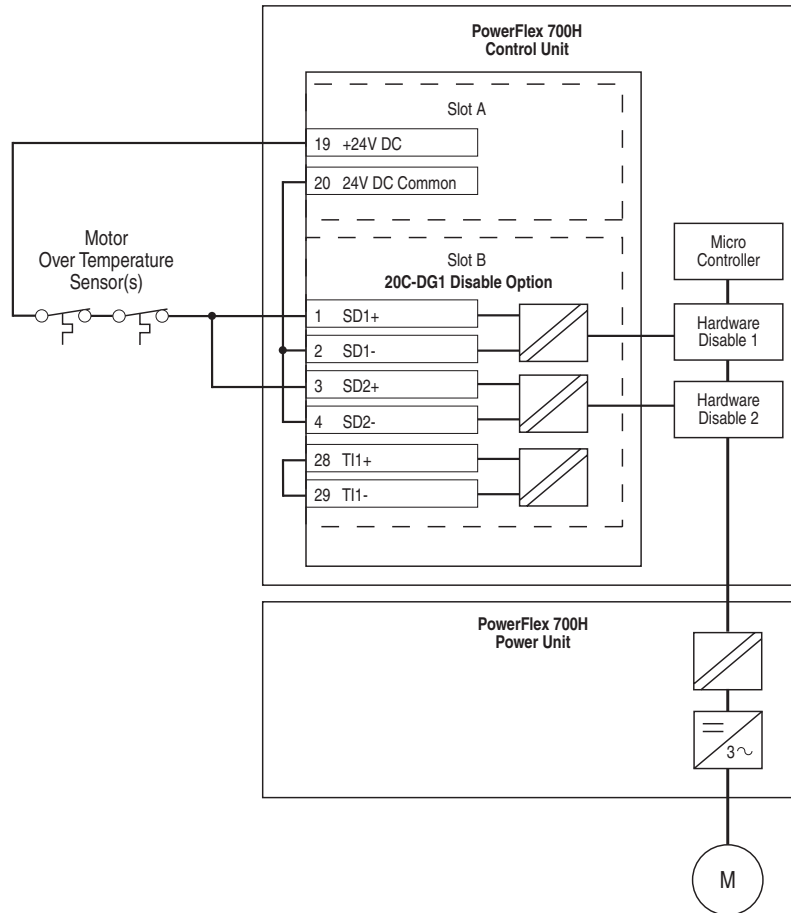 PowerFlex 700H
Control Unit
Slot A
19 +24V DC
20 24V DC Common
Motor
Over Temperature
Sensor(s)
Slot B
20C-DG1 Disable Option
1 SD1+
2 SD1-
3 SD2+
4 SD2-
28 TI1+
29 TI1-
Micro
Controller
Hardware
Disable 1
Hardware
Disable 2
PowerFlex 700H
Power Unit
3~
M